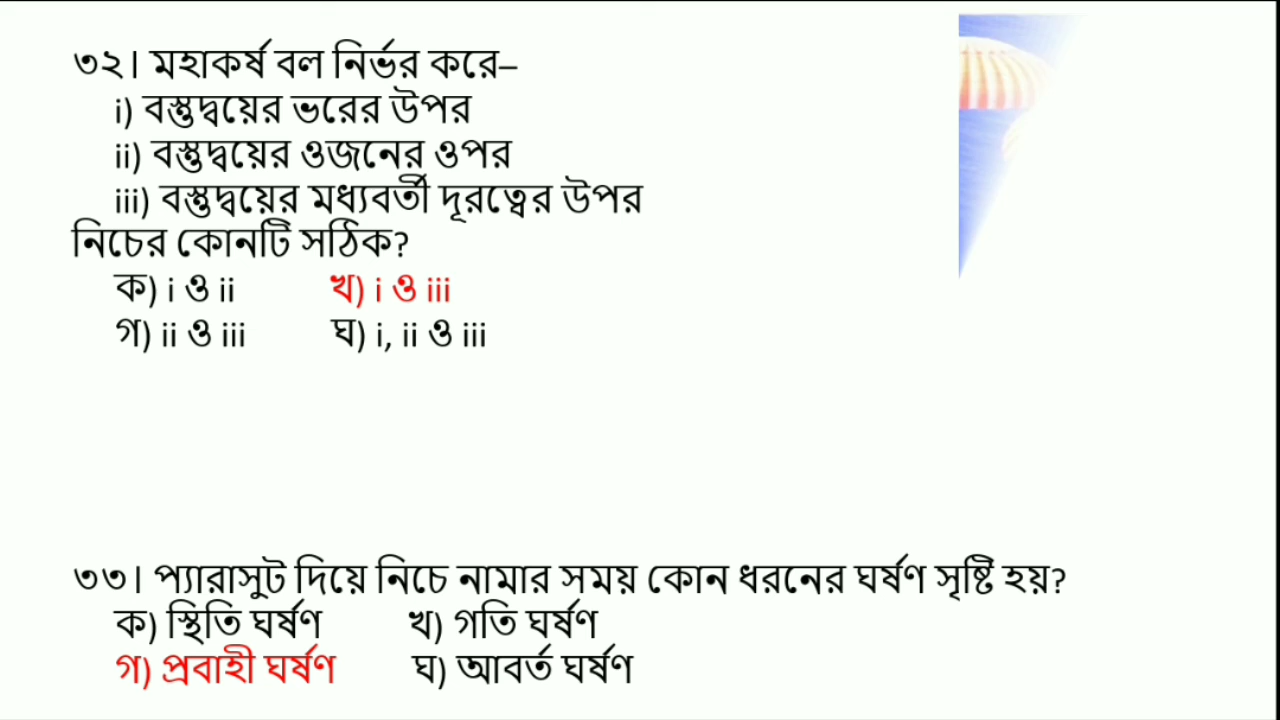 ৩২। মহাকর্ষ বল নির্ভর করে–
i) বস্তুদ্বয়ের ভরের উপর
ii) বস্তুদ্বয়ের ওজনের ওপর
iii) বস্তুদ্বয়ের মধ্যবর্তী দূরত্বের উপর
নিচের কোনটি সঠিক?
ক) i ও ii খ) i ও iii
গ) ii ও iii ঘ) i, ii ও iii
৩৩। প্যারাসুট দিয়ে নিচে নামার সময় কোন ধরনের ঘর্ষণ সৃষ্টি হয়?
ক) স্থিতি ঘর্ষণ খ) গতি ঘর্ষণ
গ) প্রবাহী ঘর্ষণ ঘ) আবর্ত ঘর্ষণ